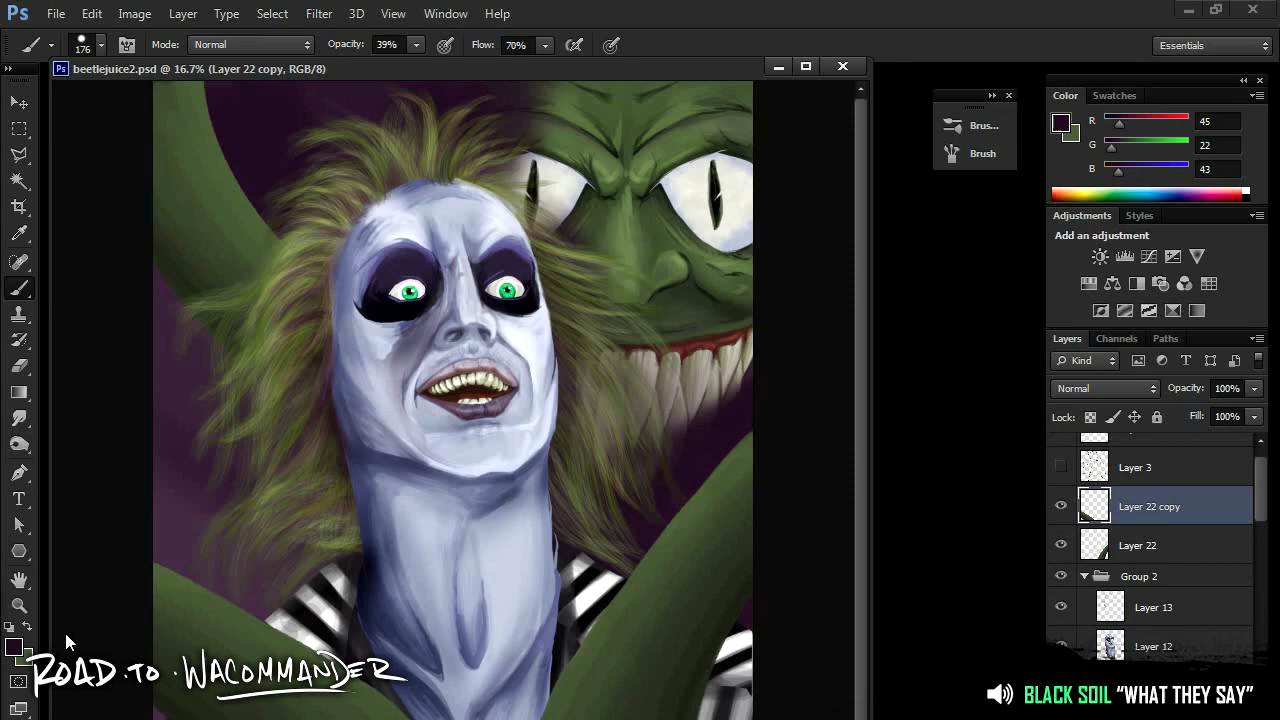 Ps File Edit Image Layer Type Select Filter 3D View Window Help
176 Mode: Normal Opacity: 39% Flow: 70% Essentials
Ps beetlejuice2.psd @ 16.7% (Layer 22 copy, RGB/8)
Color Swatches
R 45
G 22
B 43
Brus...
Brush
Adjustments Styles
Add an adjustment
Layers Channels Paths
Kind T
Normal Opacity: 100%
Lock: Fill: 100%
Layer 3
Layer 22 copy
Layer 22
Group 2
Layer 13
Layer 12
T
ROAD·TO·WACOMMANDER
BLACK SOIL “WHAT THEY SAY”